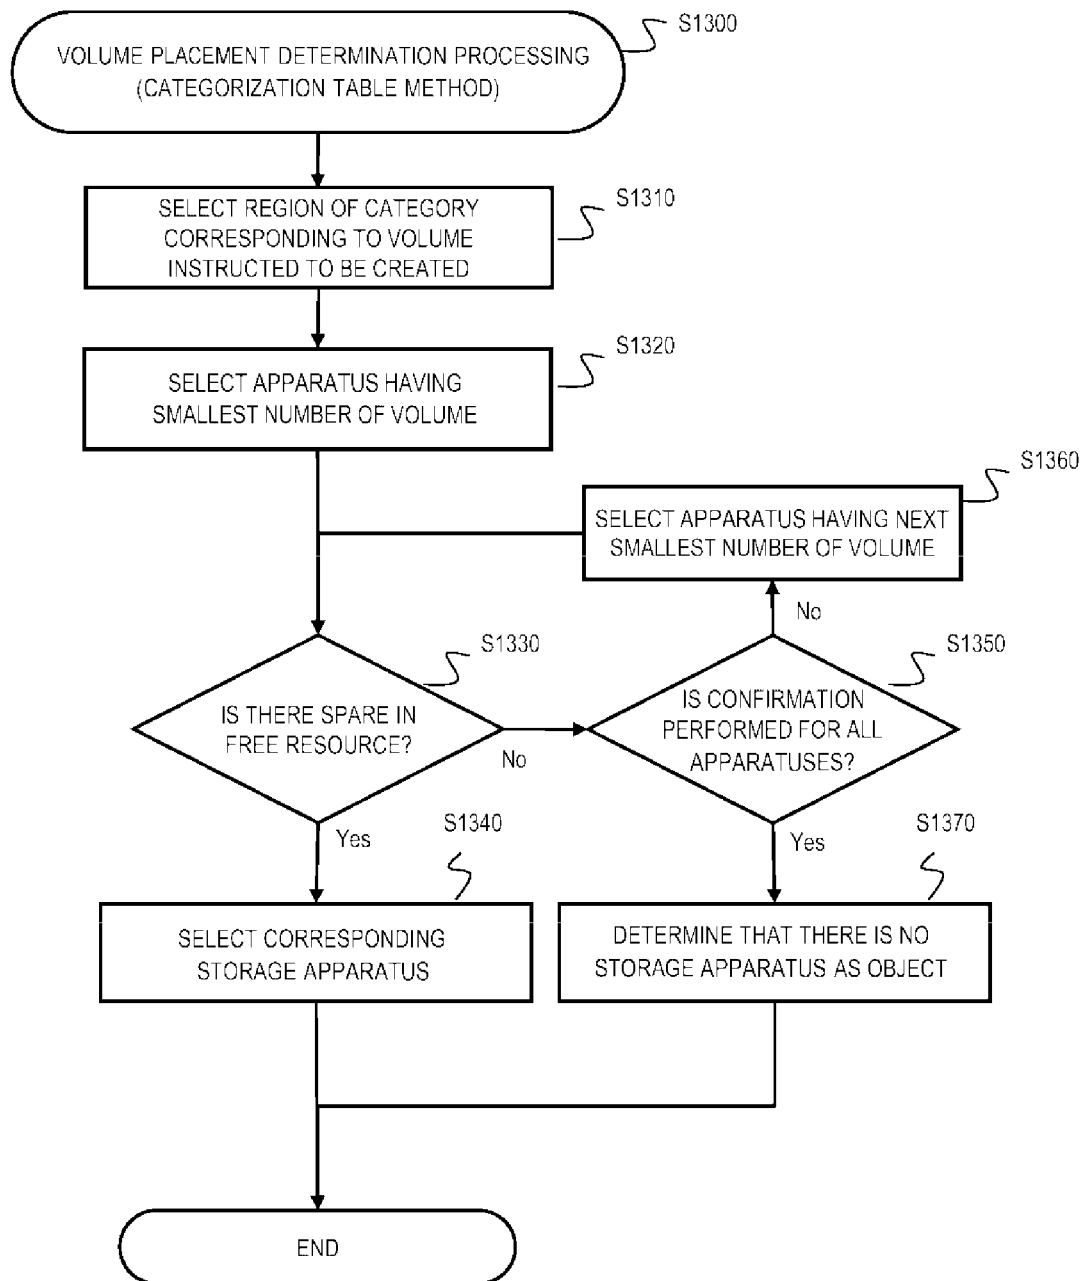 S1300
VOLUME PLACEMENT DETERMINATION PROCESSING
(CATEGORIZATION TABLE METHOD)
S1310
SELECT REGION OF CATEGORY
CORRESPONDING TO VOLUME
INSTRUCTED TO BE CREATED
S1320
SELECT APPARATUS HAVING
SMALLEST NUMBER OF VOLUME
S1360
SELECT APPARATUS HAVING NEXT
SMALLEST NUMBER OF VOLUME
No
S1330
IS THERE SPARE IN
FREE RESOURCE?
No
Yes
S1350
IS CONFIRMATION
PERFORMED FOR ALL
APPARATUSES?
Yes
S1340
SELECT CORRESPONDING
STORAGE APPARATUS
S1370
DETERMINE THAT THERE IS NO
STORAGE APPARATUS AS OBJECT
END